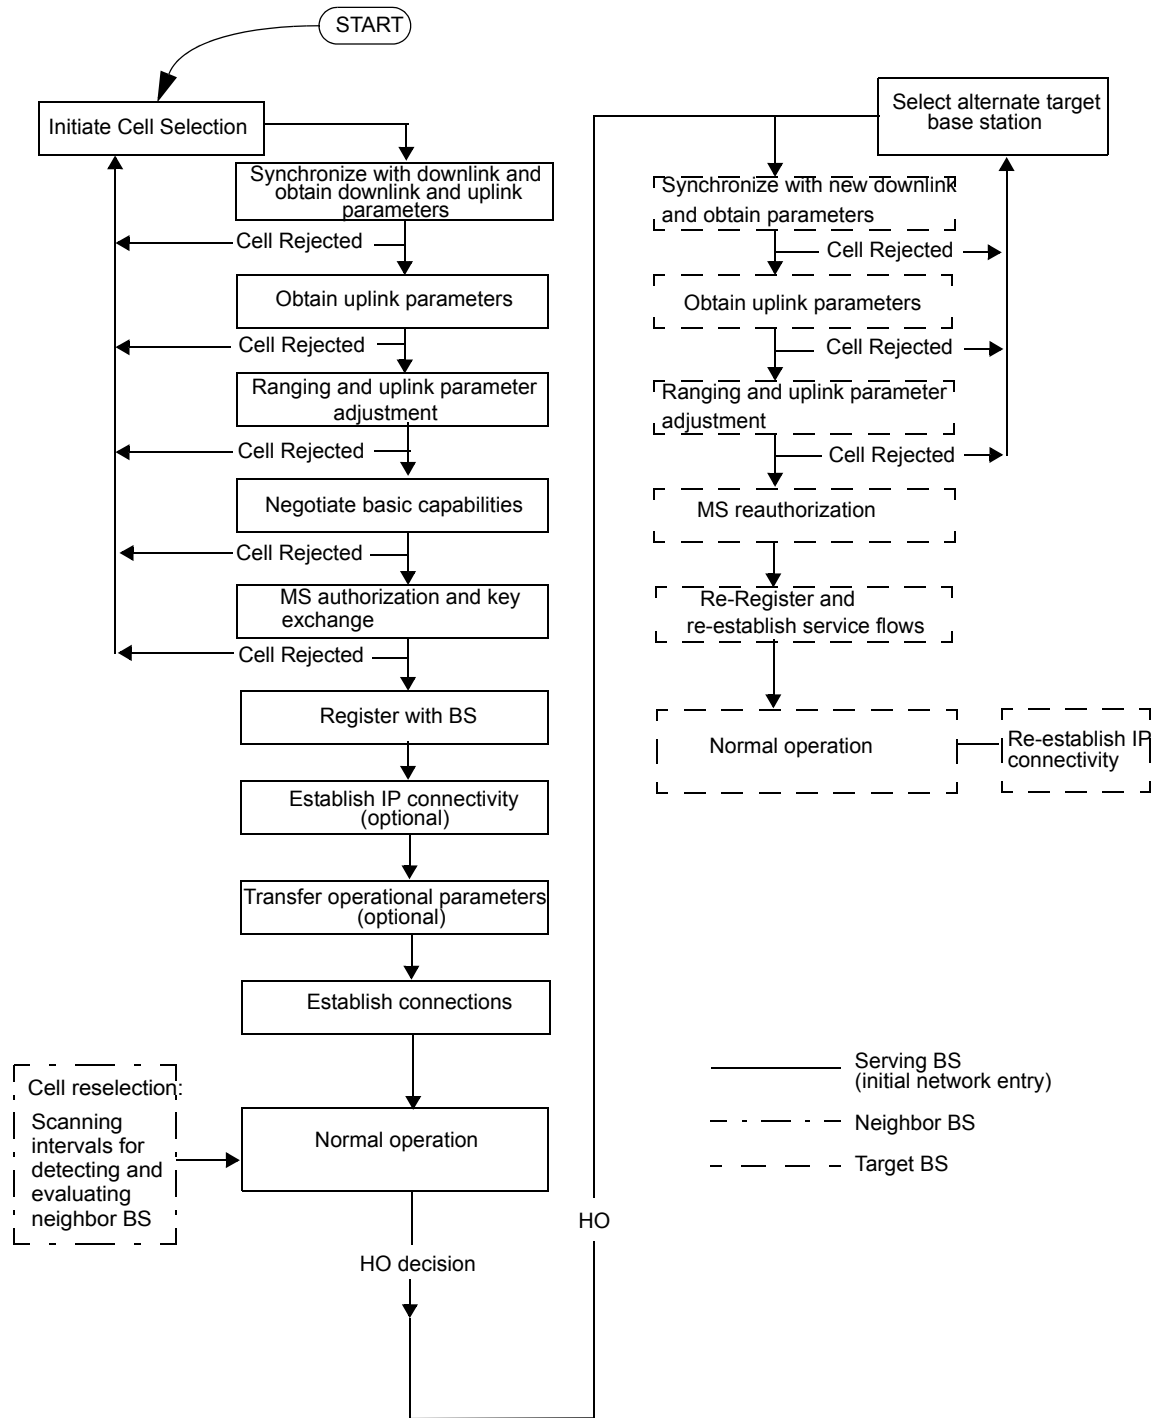 START
Initiate Cell Selection
Synchronize with downlink and
obtain downlink and uplink
parameters
Cell Rejected
Obtain uplink parameters
Cell Rejected
Ranging and uplink parameter
adjustment
Cell Rejected
Negotiate basic capabilities
Cell Rejected
MS authorization and key
exchange
Cell Rejected
Register with BS
Establish IP connectivity
(optional)
Transfer operational parameters
(optional)
Establish connections
Cell reselection:
Scanning
intervals for
detecting and
evaluating
neighbor BS
Normal operation
HO decision
HO
Select alternate target
base station
Synchronize with new downlink
and obtain parameters
Cell Rejected
Obtain uplink parameters
Cell Rejected
Ranging and uplink parameter
adjustment
Cell Rejected
MS reauthorization
Re-Register and
re-establish service flows
Normal operation
Re-establish IP
connectivity
Serving BS
(initial network entry)
Neighbor BS
Target BS